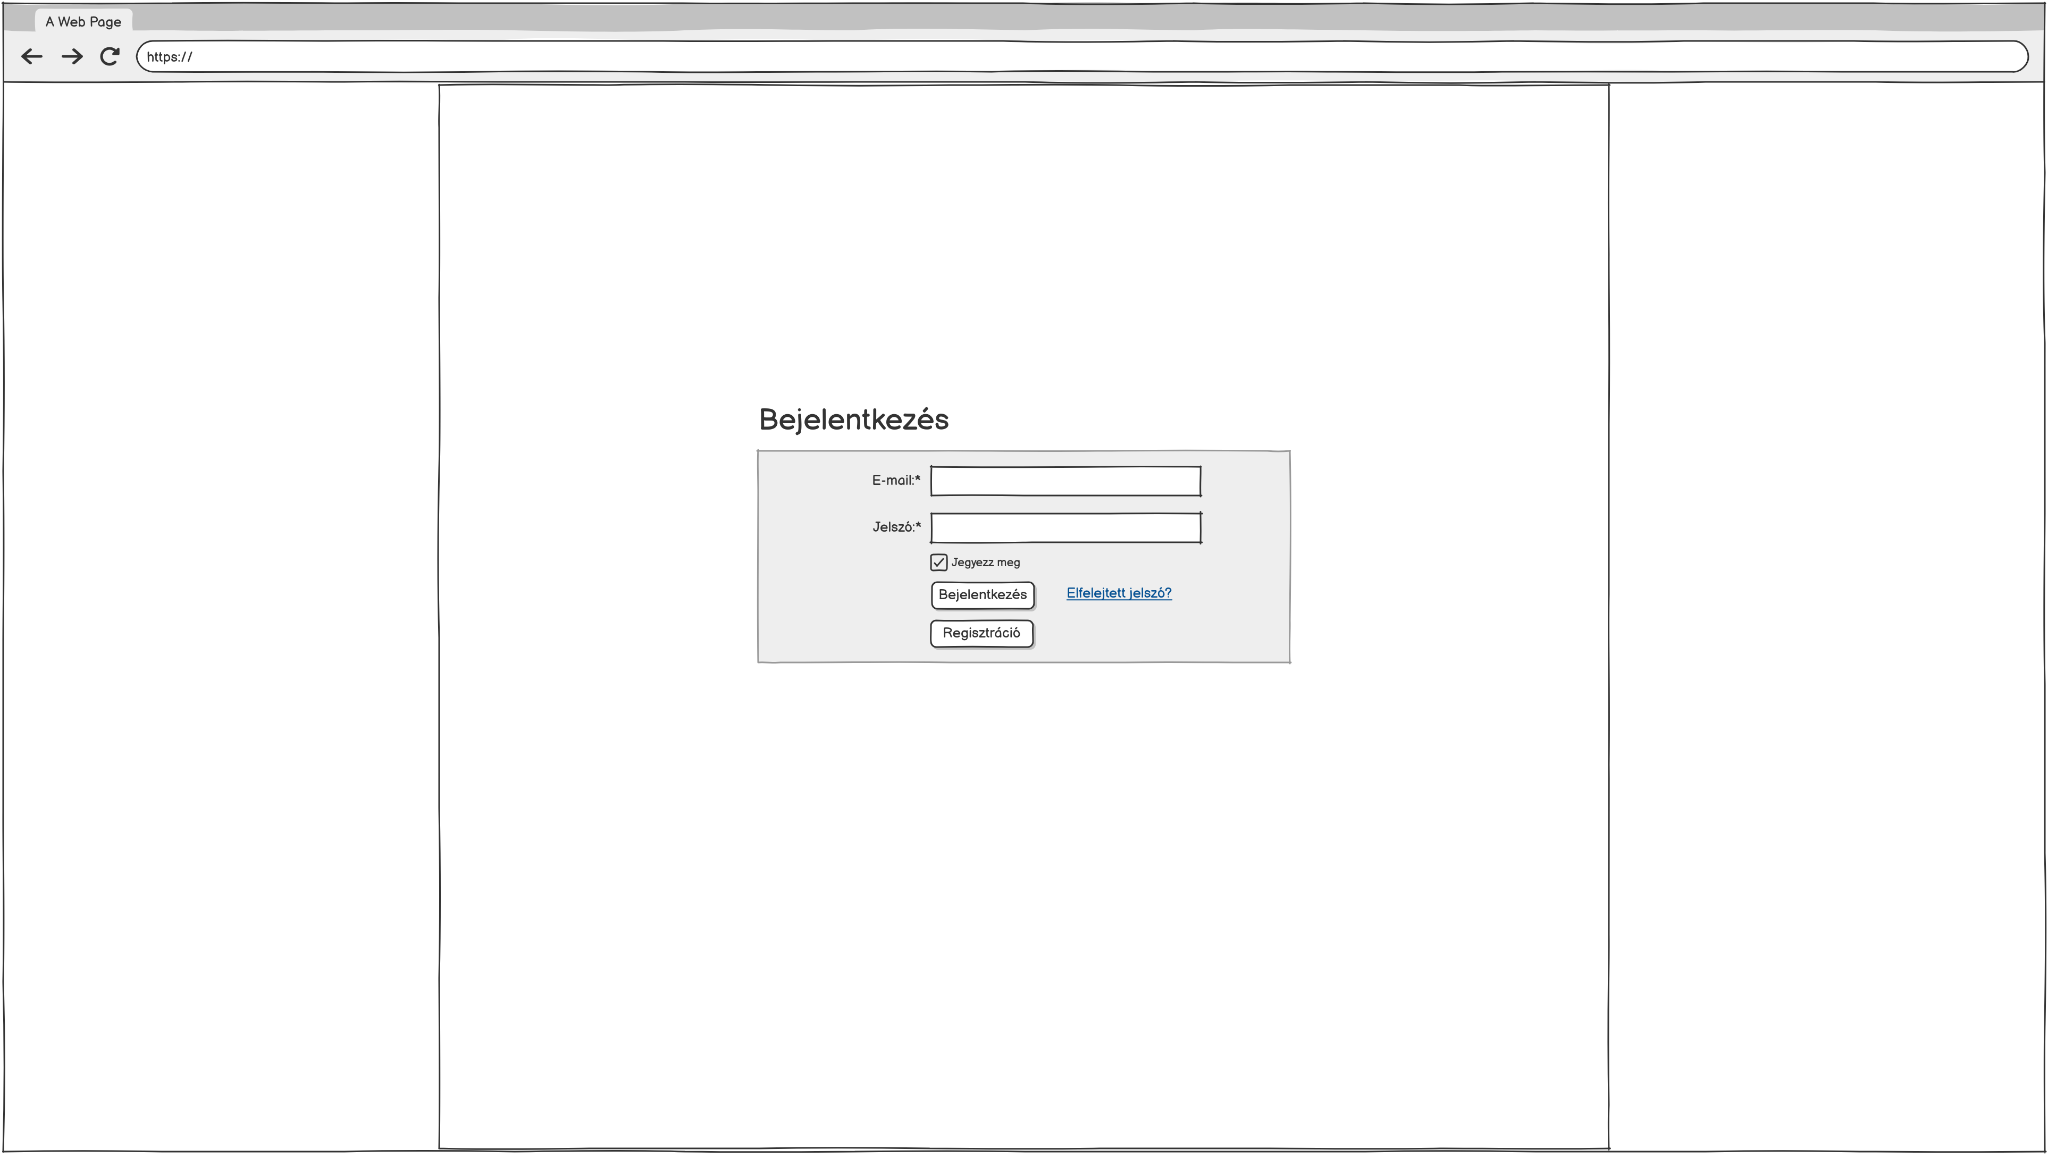 A Web Page
https://
Bejelentkezés
E-mail:*
Jelszó:*
Jegyezz meg
Bejelentkezés Elfelejtett jelszó?
Regisztráció